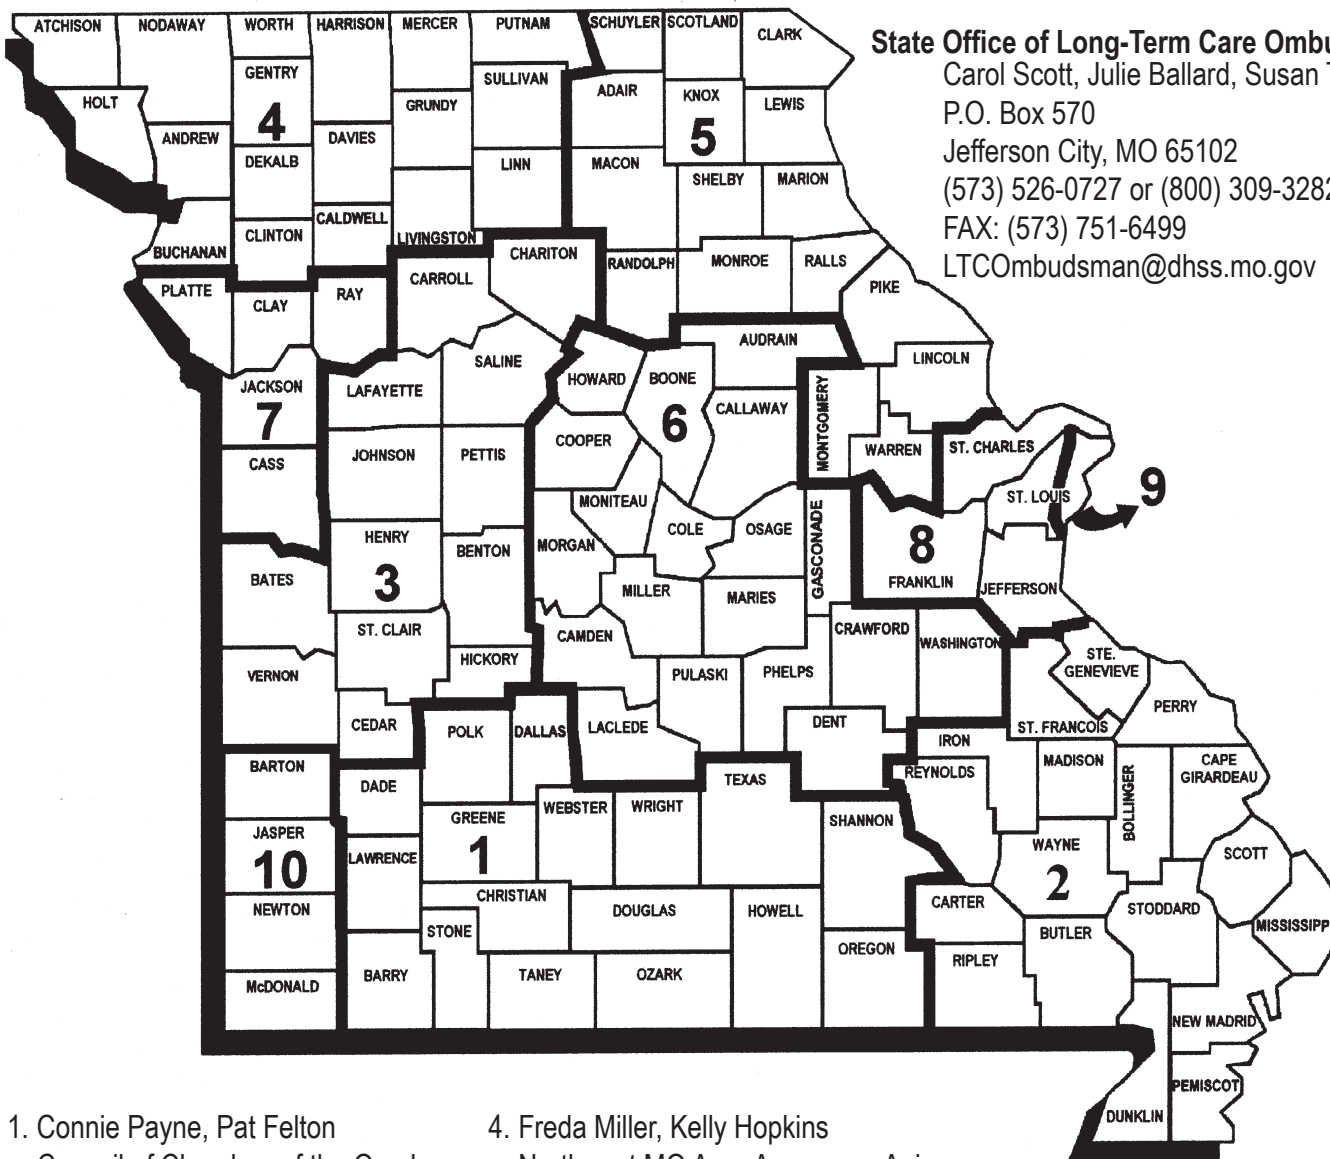 ATCHISON NODAWAY WORTH HARRISON MERCER PUTNAM SCHUYLER SCOTLAND CLARK
State Office of Long-Term Care
Carol Scott, Julie Ballard, Susan
P.O. Box 570
Jefferson City, MO 65102
(573) 526-0727 or (800) 309-3282
FAX: (573) 751-6499
LTCOmbudsman@dhss.mo.gov
GENTRY SULLIVAN ADAIR KNOX LEWIS
HOLT 4 GRUNDY 5
ANDREW DEKALB DAVIES LINN MACON SHELBY MARION
BUCHANAN CLINTON CALDWELL LIVINGSTON CHARITON RANDOLPH MONROE RALLS
PLATTE CLAY RAY CARROLL PIKE
SALINE AUDRAIN LINCOLN
JACKSON LAFAYETTE HOWARD BOONE CALLAWAY MONTGOMERY
7 6
CASS JOHNSON PETTIS COOPER WARREN ST. CHARLES
MONITEAU ST. LOUIS 9
HENRY BENTON MORGAN COLE OSAGE GASCONADE 8
BATES 3 MILLER MARIES FRANKLIN JEFFERSON
ST. CLAIR CAMDEN CRAWFORD WASHINGTON
VERNON HICKORY PULASKI PHELPS STE.
GENEVIEVE
CEDAR POLK DALLAS LACLEDE DENT ST. FRANCOIS PERRY
IRON
BARTON DADE TEXAS REYNOLDS MADISON BOLLINGER CAPE
GIRARDEAU
JASPER GREENE WEBSTER WRIGHT SHANNON
10 LAWRENCE 1 WAYNE SCOTT
2
NEWTON CHRISTIAN DOUGLAS HOWELL CARTER STODDARD
STONE BUTLER MISSISSIPP
McDONALD BARRY TANEY OZARK OREGON RIPLEY
NEW MADRID
PEMISCOT
DUNKLIN
1. Connie Payne, Pat Felton
4. Freda Miller, Kelly Hopkins